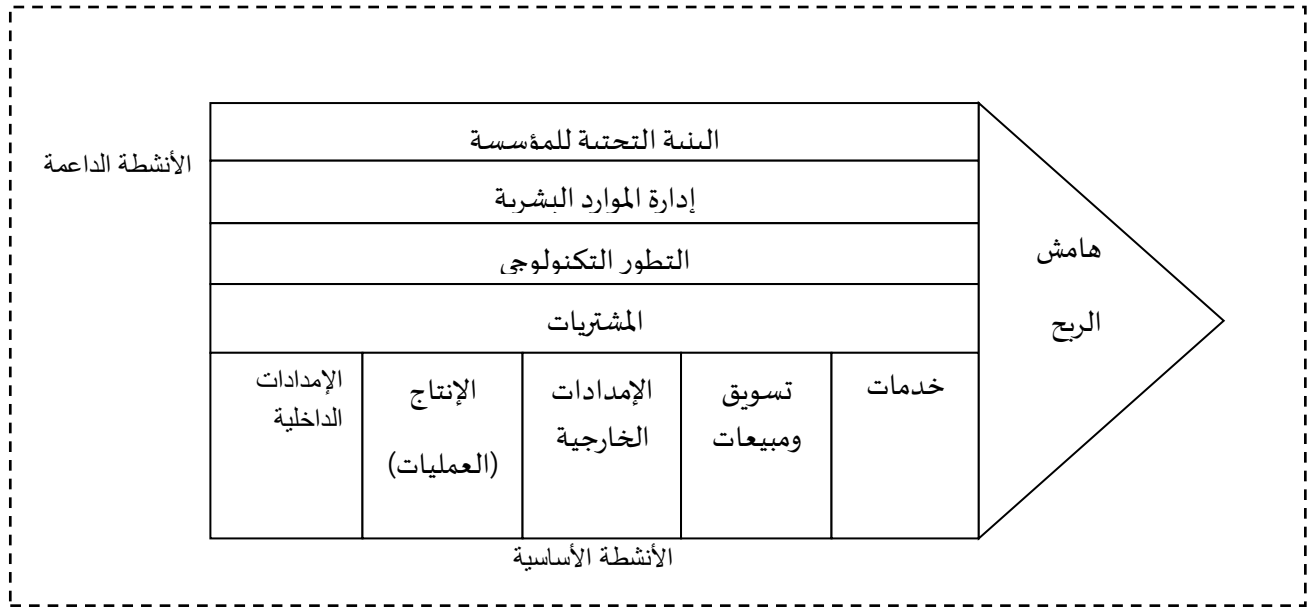 البنية التحتية للمؤسسة
الأنشطة الداعمة
إدارة الموارد البشرية
التطور التكنولوجي
هامش
الربح
المشتريات
الإمدادات
الداخلية
الإنتاج
(العمليات)
الإمدادات
الخارجية
تسويق
ومبيعات
خدمات
الأنشطة الأساسية